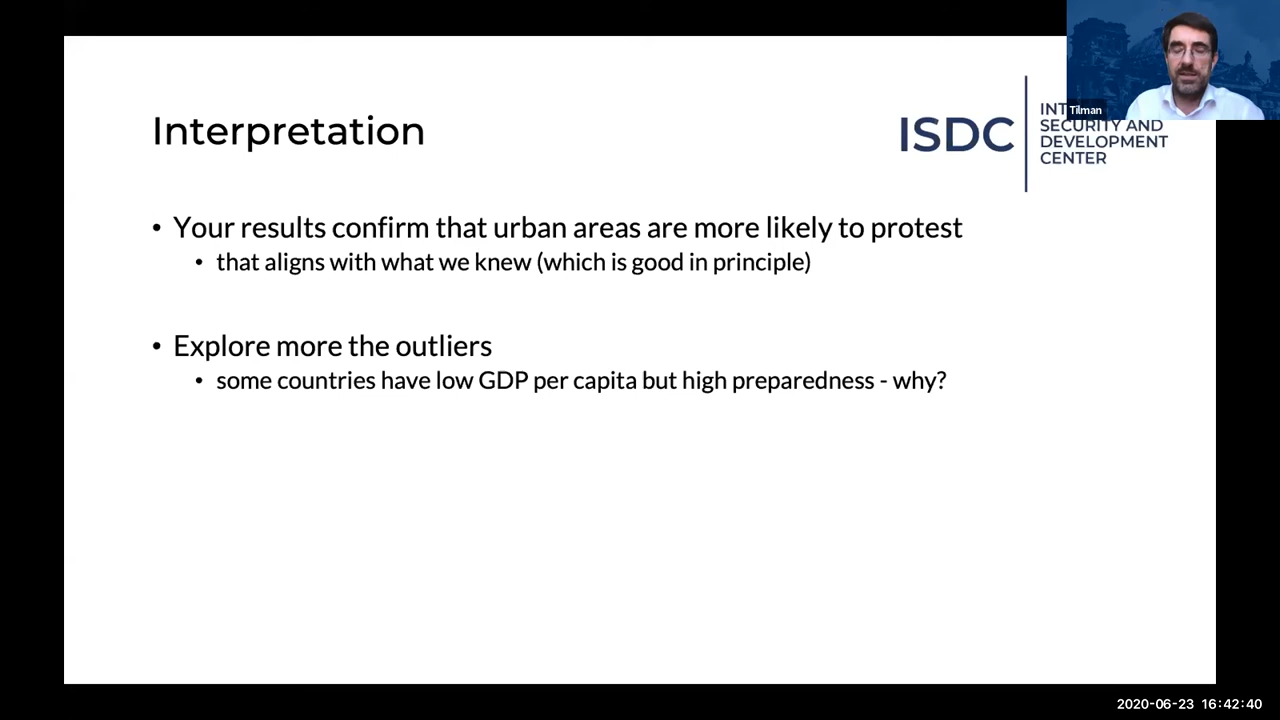 Interpretation
ISDC
INT
SECURITY AND
DEVELOPMENT
CENTER
Tilman
• Your results confirm that urban areas are more likely to protest
• that aligns with what we knew (which is good in principle)
• Explore more the outliers
• some countries have low GDP per capita but high preparedness - why?
2020-06-23 16:42:40